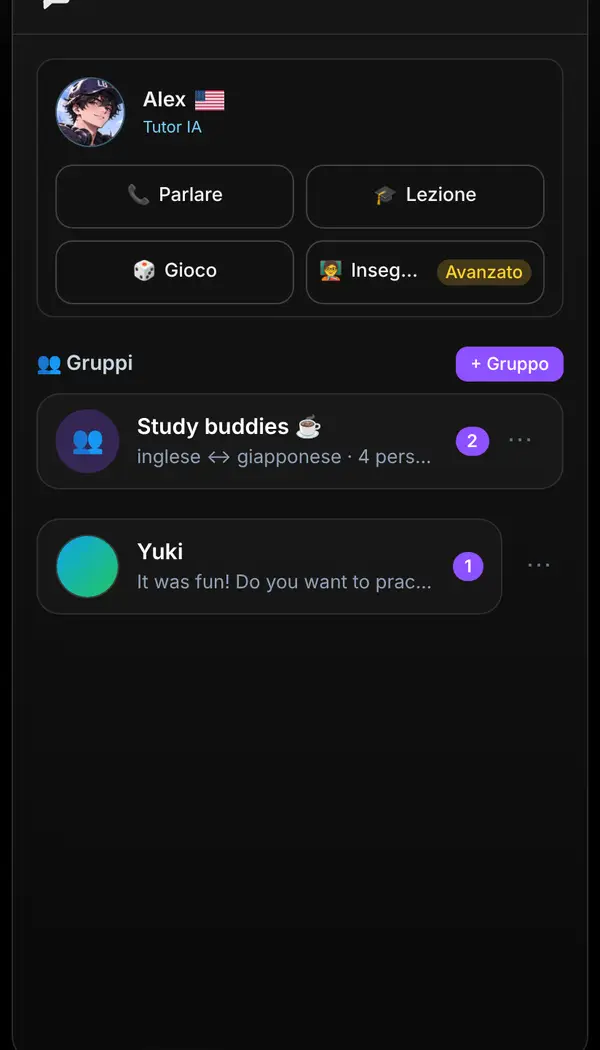 Alex 🇺🇸
Tutor IA
📞 Parlare
🎓 Lezione
🎲 Gioco
🧑‍🏫 Inseg... Avanzato
👥 Gruppi
+ Gruppo
Study buddies ☕
inglese ↔ giapponese · 4 pers...
2
Yuki
It was fun! Do you want to prac...
1